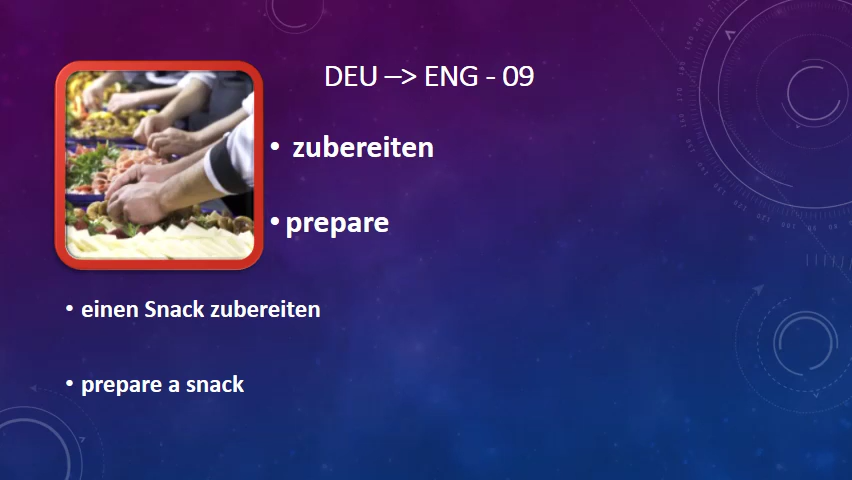 DEU –> ENG - 09
• zubereiten
• prepare
• einen Snack zubereiten
• prepare a snack